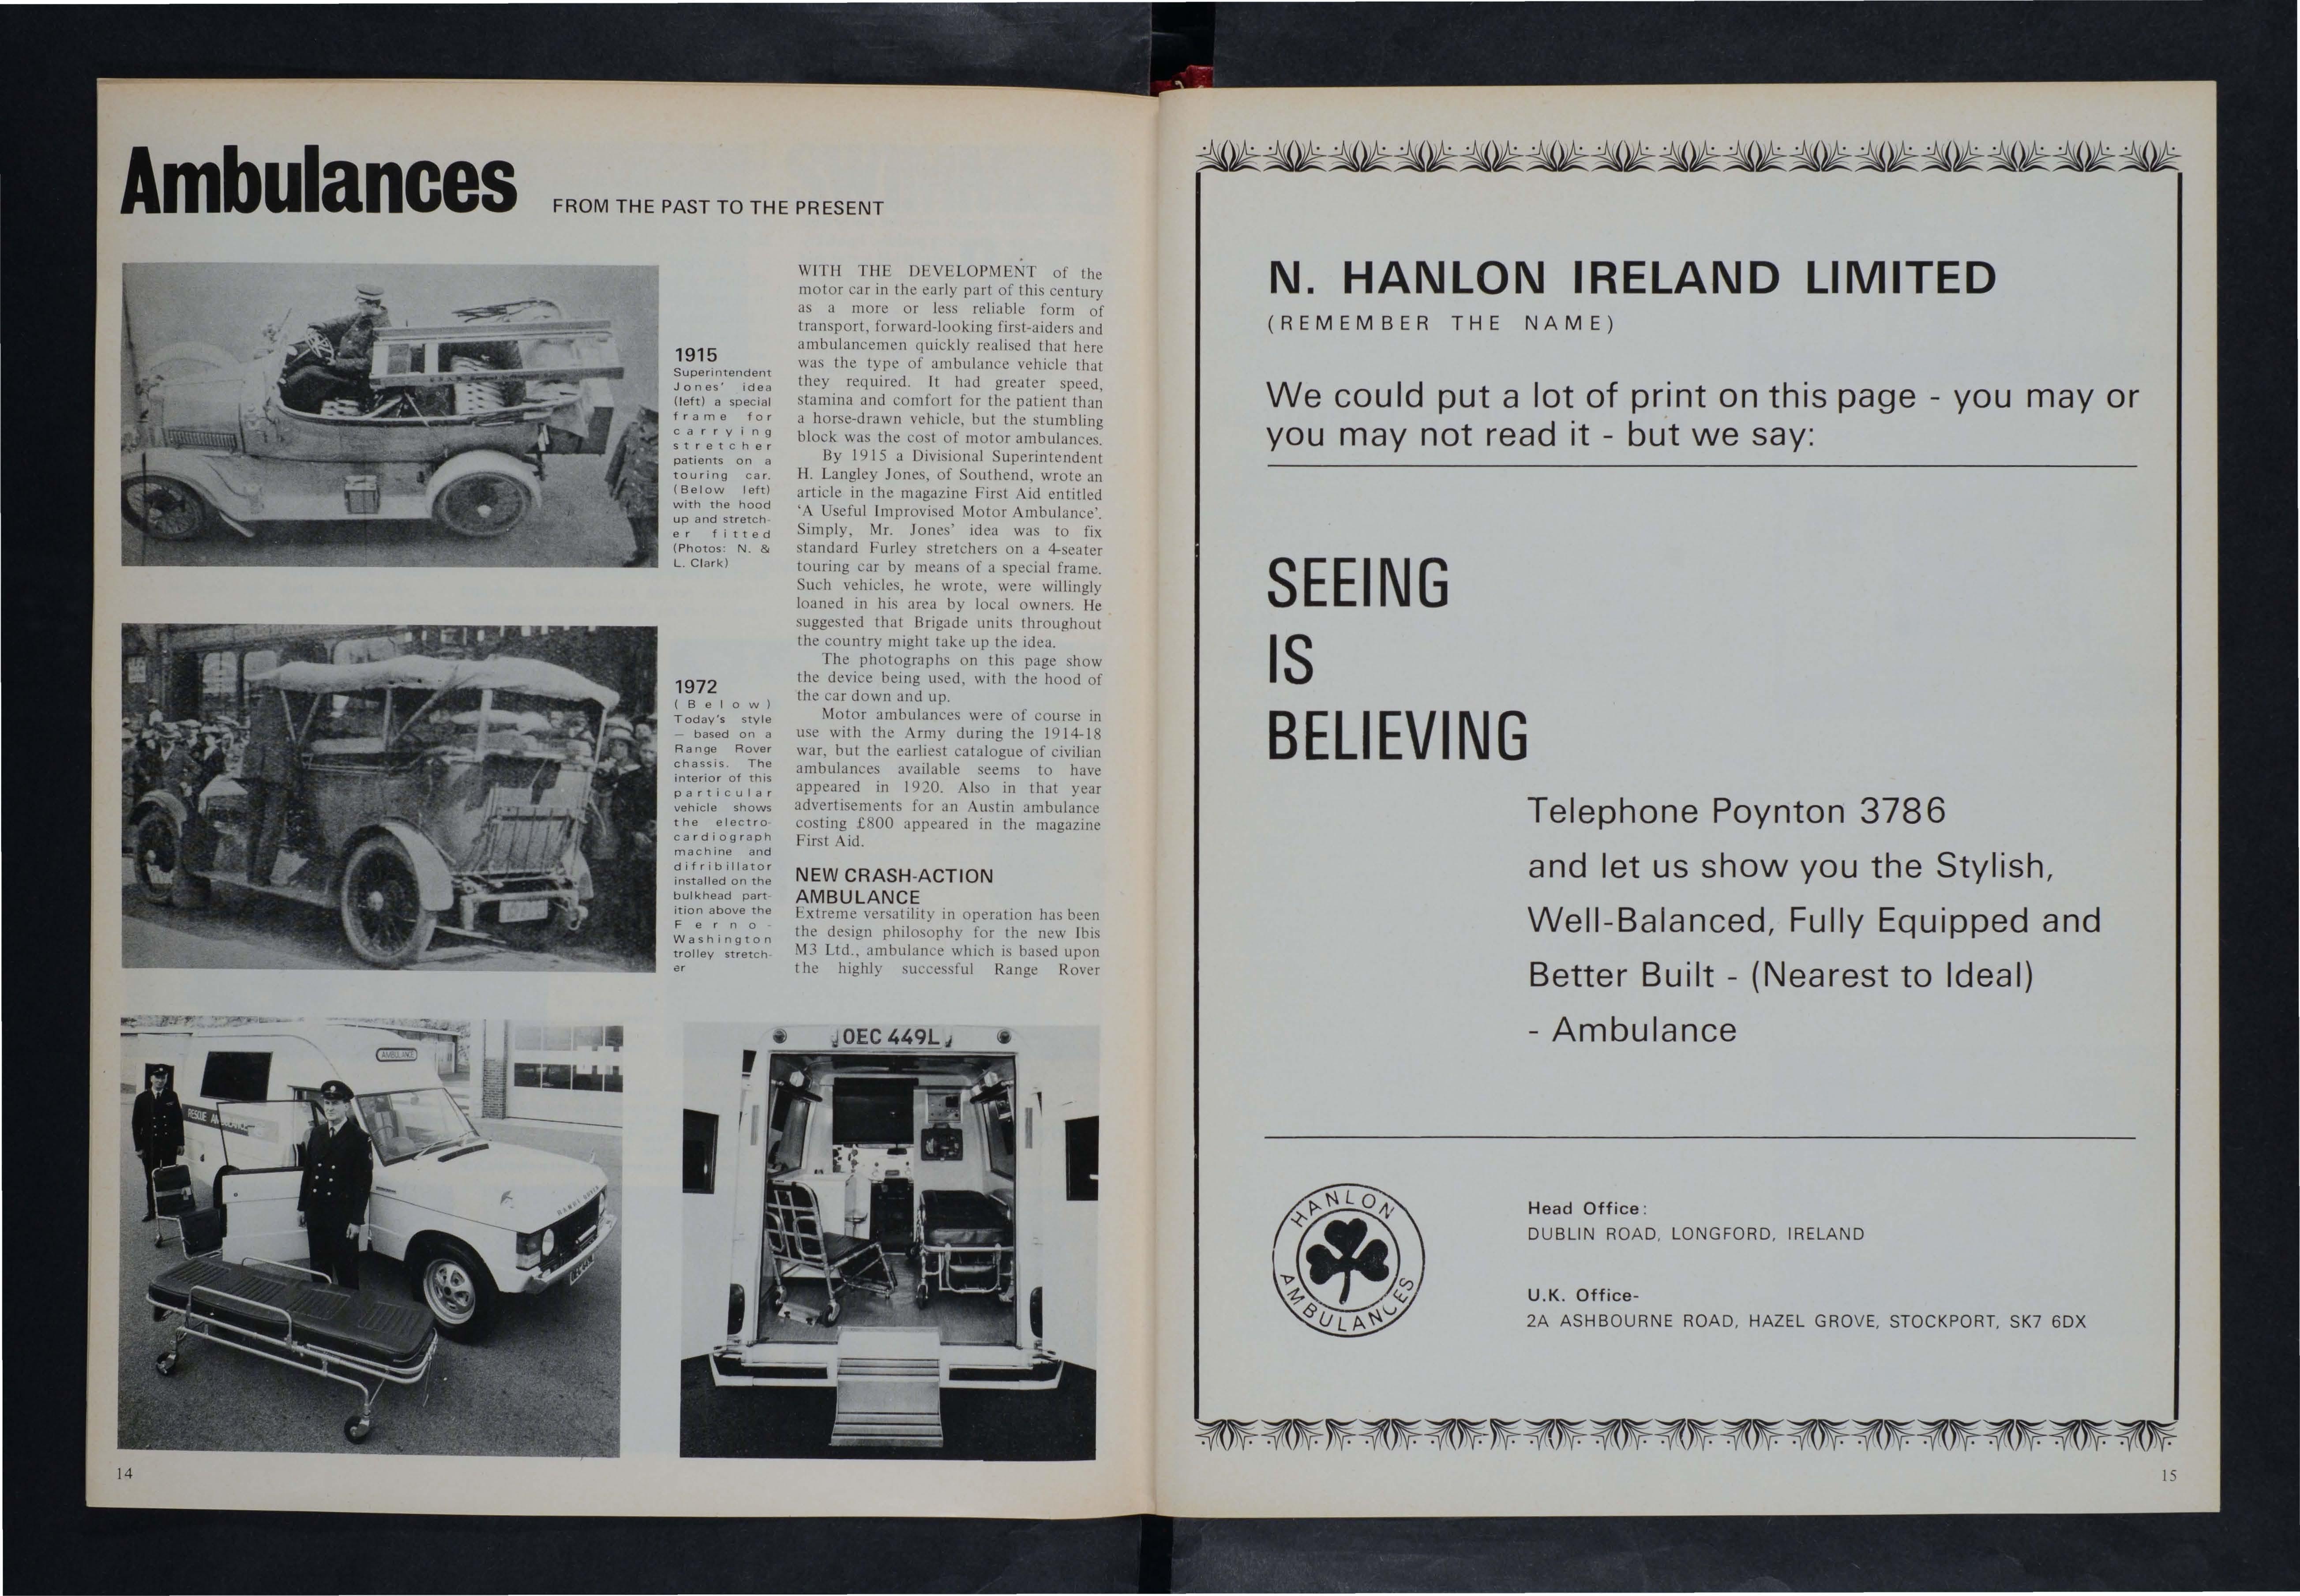 Ambulances
FROM THE PAST TO THE PRESENT
1915
Superintendent
Jones' idea
(left) a special
frame for
carrying
stretcher
patients on a
touring car.
(Below left)
with the hood
up and stretch-
er fitted
(Photos: N. &
L. Clark)
1972
(Below)
Today's style
— based on a
Range Rover
chassis. The
interior of this
particular
vehicle shows
the electro-
cardiograph
machine and
difribillator
installed on the
bulkhead part-
ition above the
Ferno-
Washington
trolley stretch-
er
WITH THE DEVELOPMENT of the
motor car in the early part of this century
as a more or less reliable form of
transport, forward-looking first-aiders and
ambulancemen quickly realised that here
was the type of ambulance vehicle that
they required. It had greater speed,
stamina and comfort for the patient than
a horse-drawn vehicle, but the stumbling
block was the cost of motor ambulances.
By 1915 a Divisional Superintendent
H. Langley Jones, of Southend, wrote an
article in the magazine First Aid entitled
'A Useful Improvised Motor Ambulance'.
Simply, Mr. Jones' idea was to fix
standard Furley stretchers on a 4-seater
touring car by means of a special frame.
Such vehicles, he wrote, were willingly
loaned in his area by local owners. He
suggested that Brigade units throughout
the country might take up the idea.
The photographs on this page show
the device being used, with the hood of
the car down and up.
Motor ambulances were of course in
use with the Army during the 1914-18
war, but the earliest catalogue of civilian
ambulances available seems to have
appeared in 1920. Also in that year
advertisements for an Austin ambulance
costing £800 appeared in the magazine
First Aid.
NEW CRASH-ACTION
AMBULANCE
Extreme versatility in operation has been
the design philosophy for the new Ibis
M3 Ltd., ambulance which is based upon
the highly successful Range Rover
AMBULANCE
RESCUE AMBULANCE
RANGE ROVER
OEC 449L
14
N. HANLON IRELAND LIMITED
(REMEMBER THE NAME)
We could put a lot of print on this page - you may or
you may not read it - but we say:
SEEING
IS
BELIEVING
Telephone Poynton 3786
and let us show you the Stylish,
Well-Balanced, Fully Equipped and
Better Built - (Nearest to Ideal)
- Ambulance
HANLON
AMBULANCES
Head Office:
DUBLIN ROAD, LONGFORD, IRELAND
U.K. Office-
2A ASHBOURNE ROAD, HAZEL GROVE, STOCKPORT, SK7 6DX
15